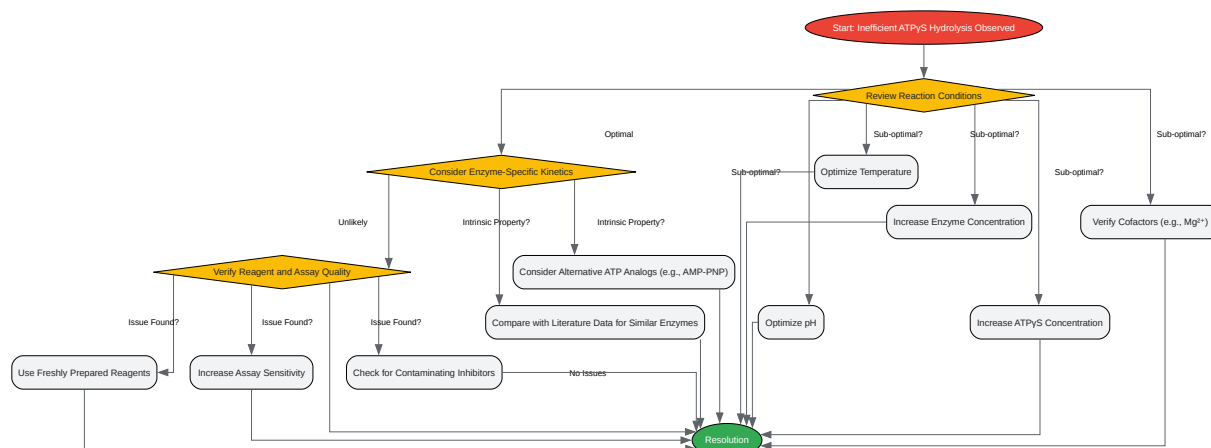 Start: Inefficient ATPγS Hydrolysis Observed
Review Reaction Conditions
Optimal
Sub-optimal?
Sub-optimal?
Sub-optimal?
Consider Enzyme-Specific Kinetics
Sub-optimal?
Optimize Temperature
Sub-optimal?
Unlikely
Intrinsic Property?
Intrinsic Property?
Increase Enzyme Concentration
Verify Cofactors (e.g., Mg²⁺)
Verify Reagent and Assay Quality
Consider Alternative ATP Analogs (e.g., AMP-PNP)
Issue Found?
Issue Found?
Issue Found?
Compare with Literature Data for Similar Enzymes
Optimize pH
Increase ATPγS Concentration
Use Freshly Prepared Reagents
Increase Assay Sensitivity
Check for Contaminating Inhibitors
No Issues
Resolution